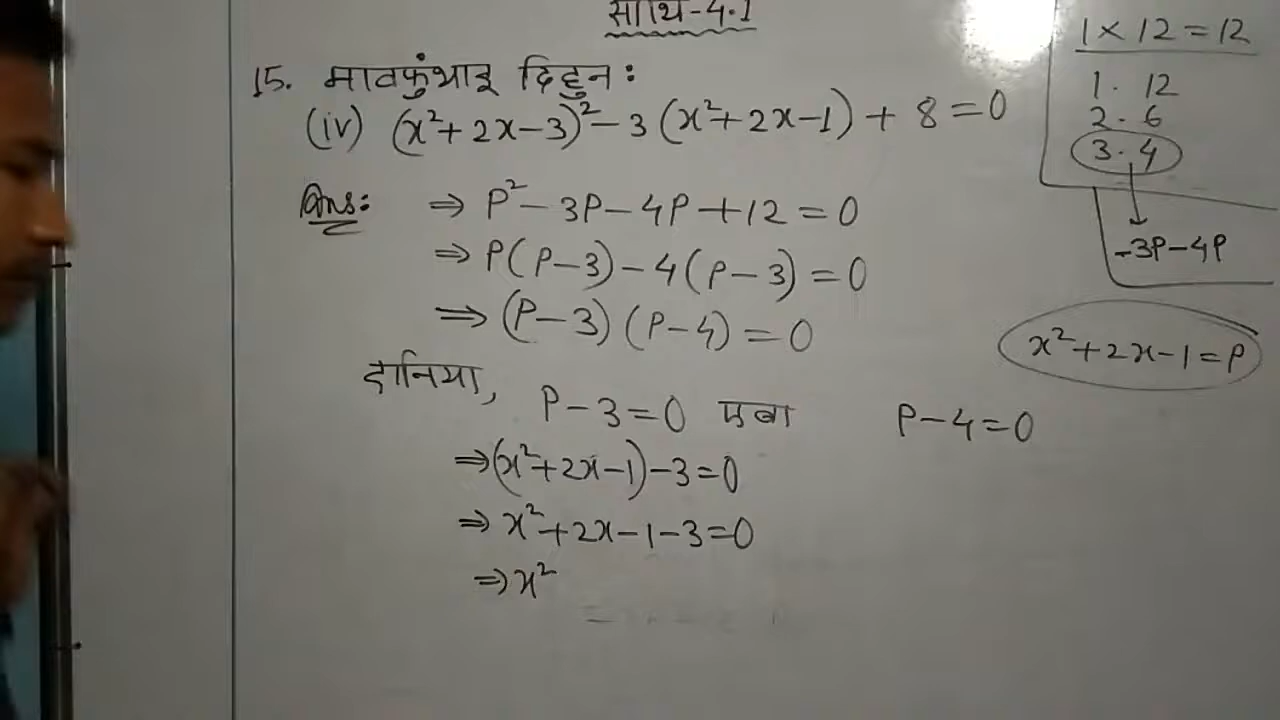 साथि-4.1
15. मावफुंथाइ दिहुन:
(iv) (x²+2x-3)²-3(x²+2x-1)+8=0
Ans: ⇒ P²-3P-4P+12=0
⇒ P(P-3)-4(P-3)=0
⇒ (P-3)(P-4)=0
दानिया, P-3=0 एबा P-4=0
⇒(x²+2x-1)-3=0
⇒ x²+2x-1-3=0
⇒ x²
1×12=12
1. 12
2. 6
3. 4
-3P-4P
x²+2x-1=P